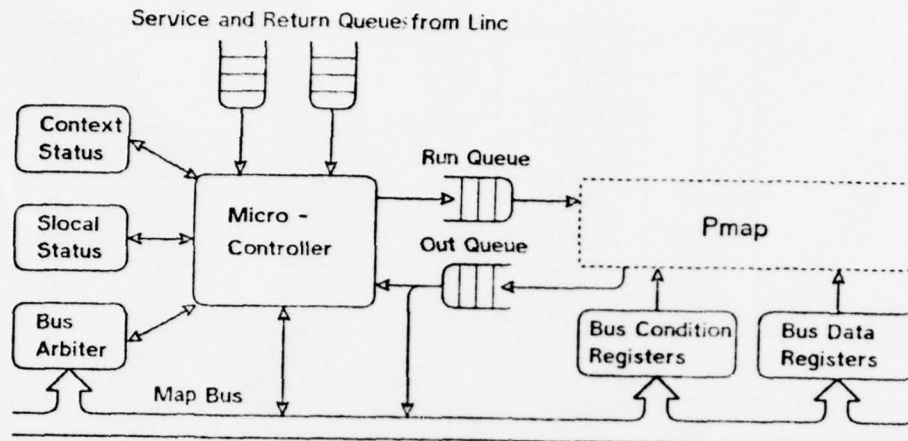 Service and Return Queues from Linc
Context
Status
Slocal
Status
Bus
Arbiter
Micro -
Controller
Run Queue
Out Queue
Pmap
Bus Condition
Registers
Bus Data
Registers
Map Bus